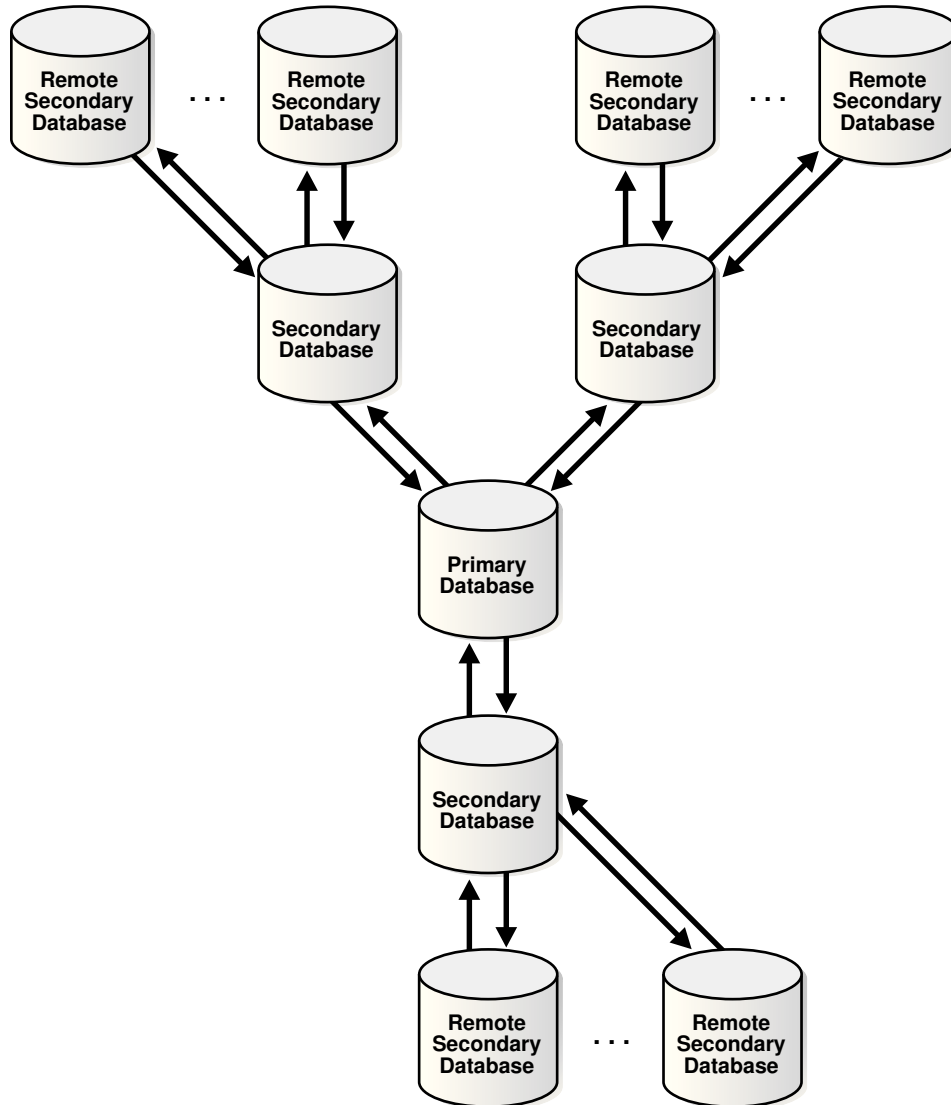 Remote
Secondary
Database
. . .
Remote
Secondary
Database
Remote
Secondary
Database
. . .
Remote
Secondary
Database
Secondary
Database
Secondary
Database
Primary
Database
Secondary
Database
Remote
Secondary
Database
. . .
Remote
Secondary
Database